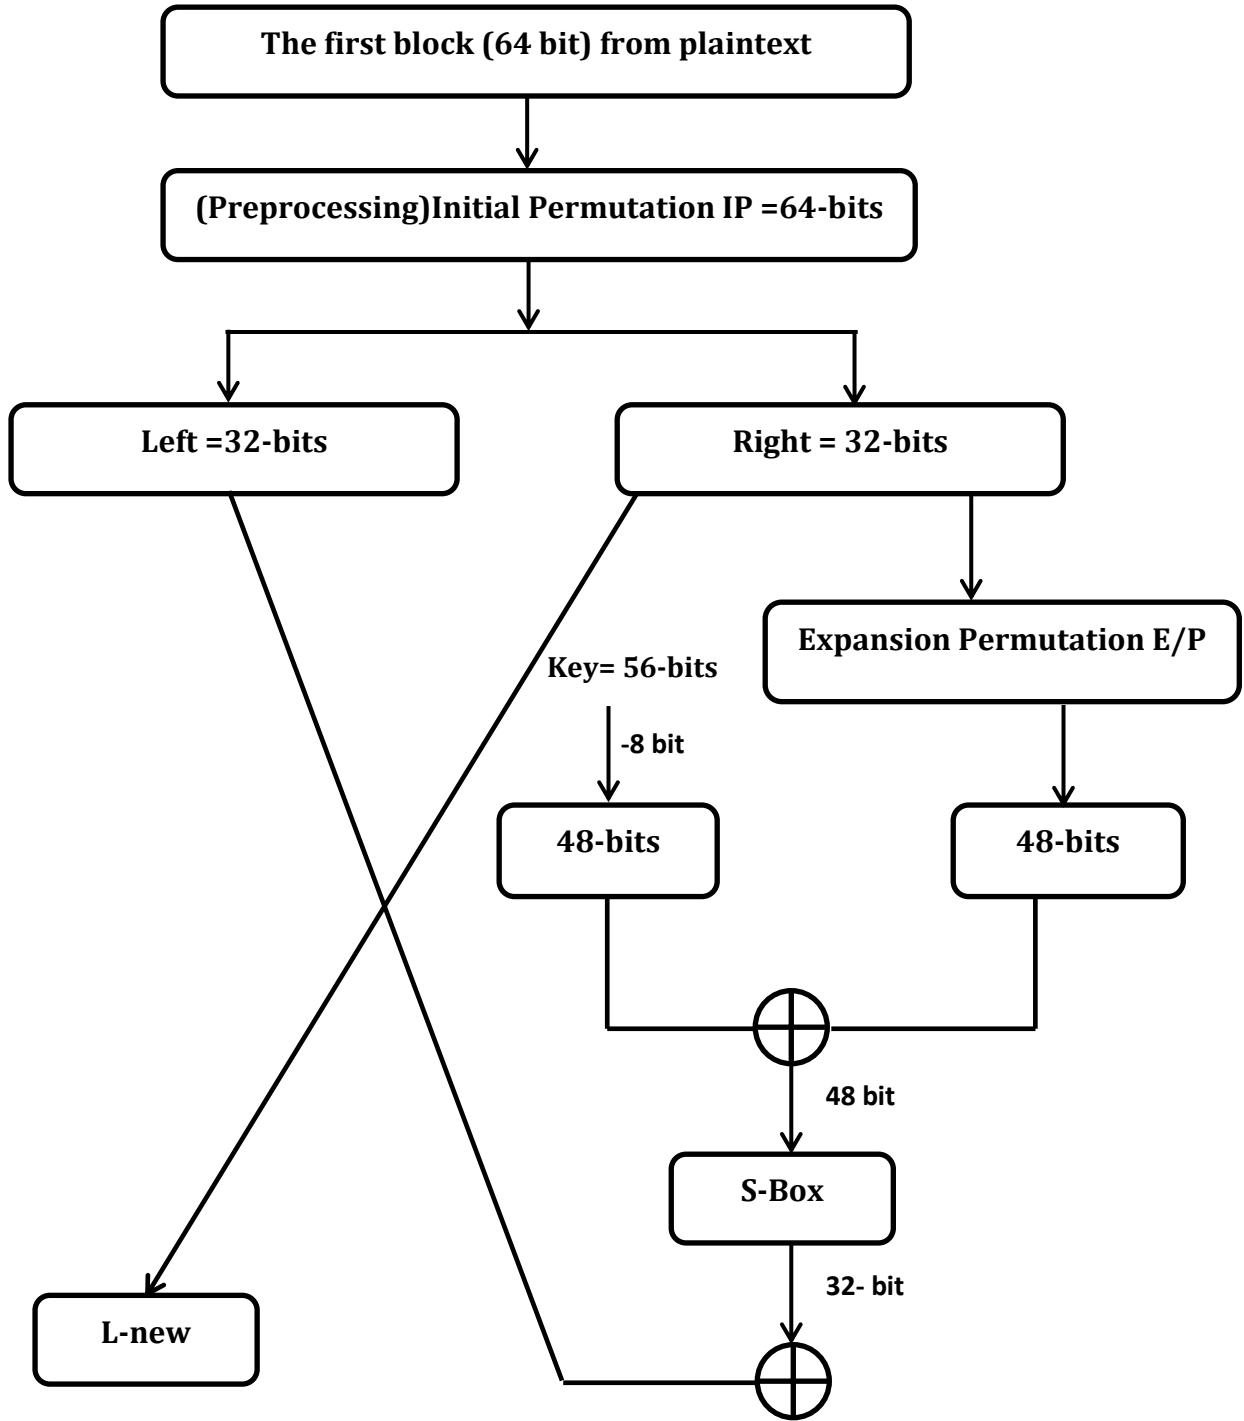 The first block (64 bit) from plaintext
(Preprocessing)Initial Permutation IP =64-bits
Left =32-bits
Right = 32-bits
Expansion Permutation E/P
Key= 56-bits
-8 bit
48-bits
48-bits
48 bit
S-Box
32- bit
L-new